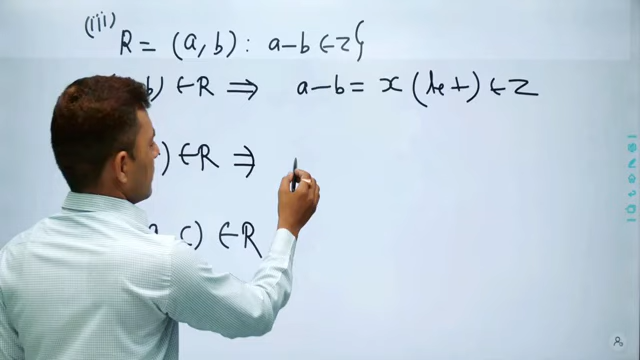 (iii)
R = (a, b) : a-b ∈ Z}
b) ∈ R ⇒ a-b = x (let) ∈ Z
) ∈ R ⇒
c) ∈ R